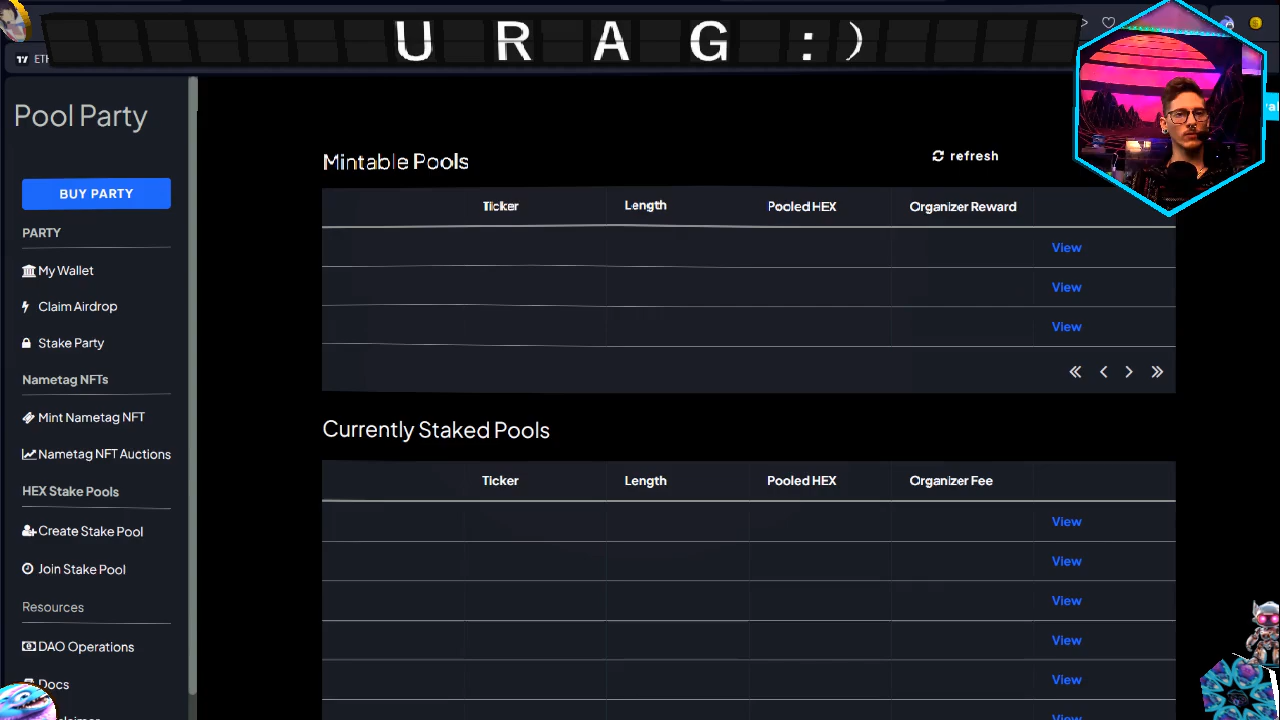 U R A G : )
ETH
Pool Party
BUY PARTY
PARTY
My Wallet
Claim Airdrop
Stake Party
Nametag NFTs
Mint Nametag NFT
Nametag NFT Auctions
HEX Stake Pools
Create Stake Pool
Join Stake Pool
Resources
DAO Operations
Docs
Mintable Pools
refresh
Ticker Length Pooled HEX Organizer Reward
View
View
View
Currently Staked Pools
Ticker Length Pooled HEX Organizer Fee
View
View
View
View
View